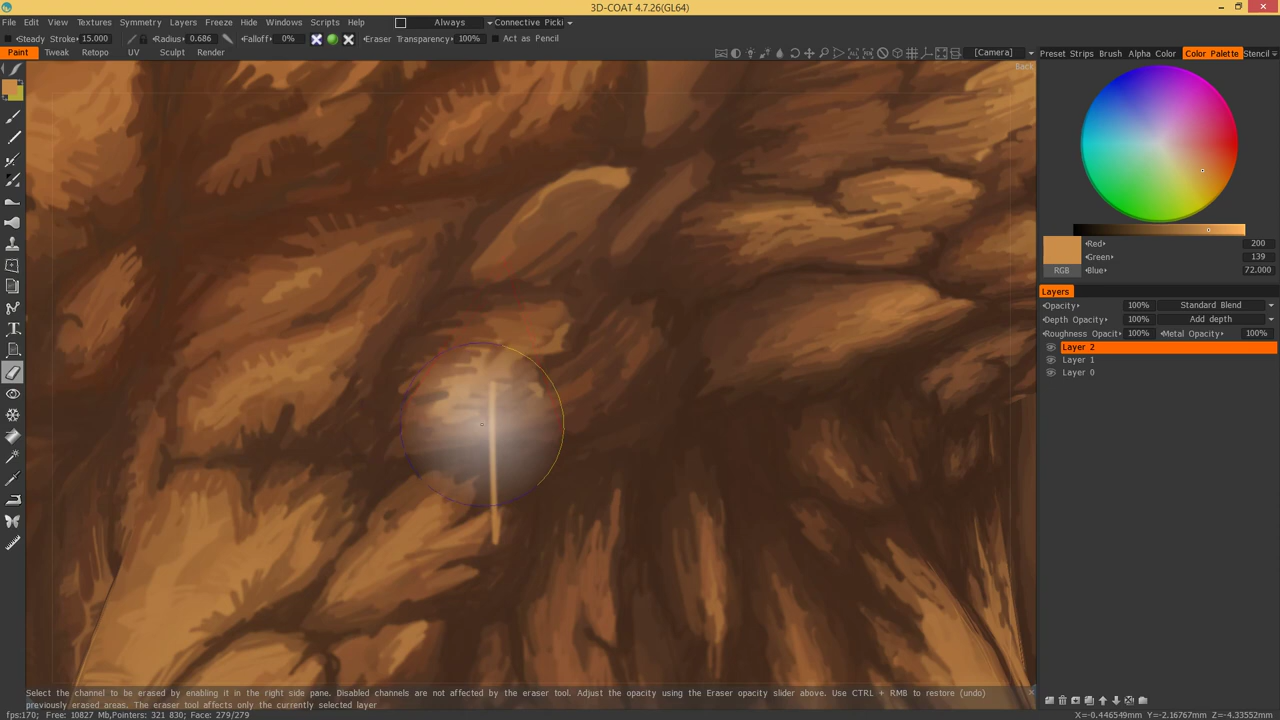 3D-COAT 4.7.26(GL64)
File Edit View Textures Symmetry Layers Freeze Hide Windows Scripts Help Always Connective Picki
Steady Stroke 15.000 Radius 0.686 Falloff 0% Eraser Transparency 100% Act as Pencil
Paint Tweak Retopo UV Sculpt Render [Camera] Preset Strips Brush Alpha Color Color Palette Stencil
Back
Red 200
Green 139
RGB Blue 72.000
Layers
Opacity 100% Standard Blend
Depth Opacity 100% Add depth
Roughness Opacit 100% Metal Opacity 100%
Layer 2
Layer 1
Layer 0
Select the channel to be erased by enabling it in the right side pane. Disabled channels are not affected by the eraser tool. Adjust the opacity using the Eraser opacity slider above. Use CTRL + RMB to restore (undo)
previously erased areas. The eraser tool affects only the currently selected layer
fps:170; Free: 10827 Mb,Pointers: 321 830; Face: 279/279 X=-0.446549mm Y=-2.16767mm Z=-4.33552mm